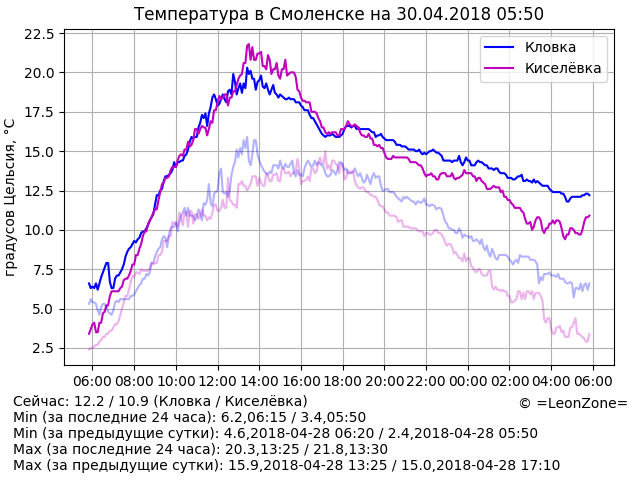 Температура в Смоленске на 30.04.2018 05:50
Кловка
Киселёвка
градусов Цельсия, °C
22.5
20.0
17.5
15.0
12.5
10.0
7.5
5.0
2.5
06:00 08:00 10:00 12:00 14:00 16:00 18:00 20:00 22:00 00:00 02:00 04:00 06:00
Сейчас: 12.2 / 10.9 (Кловка / Киселёвка)
© =LeonZone=
Min (за последние 24 часа): 6.2,06:15 / 3.4,05:50
Min (за предыдущие сутки): 4.6,2018-04-28 06:20 / 2.4,2018-04-28 05:50
Max (за последние 24 часа): 20.3,13:25 / 21.8,13:30
Max (за предыдущие сутки): 15.9,2018-04-28 13:25 / 15.0,2018-04-28 17:10